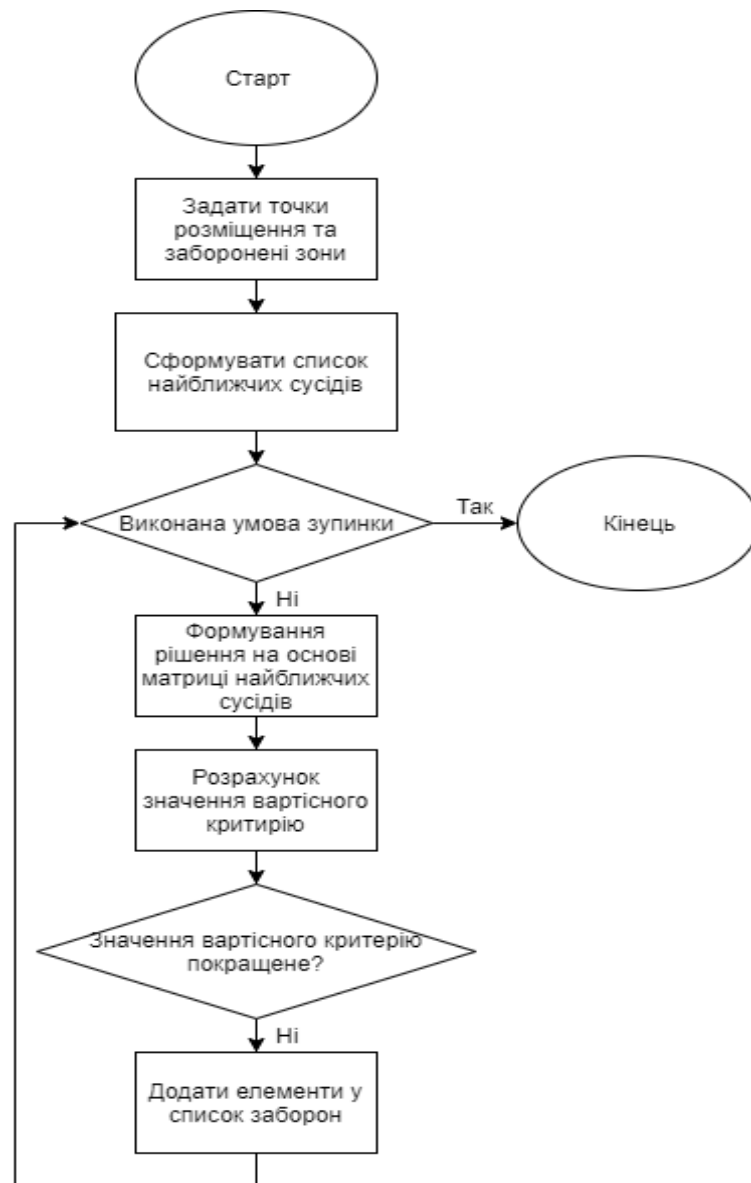 Старт
Задати точки
розміщення та
заборонені зони
Сформувати список
найближчих сусідів
Виконана умова зупинки
Так
Кінець
Ні
Формування
рішення на основі
матриці найближчих
сусідів
Розрахунок
значення вартісного
критирію
Значення вартісного критерію
покращене?
Ні
Додати елементи у
список заборон